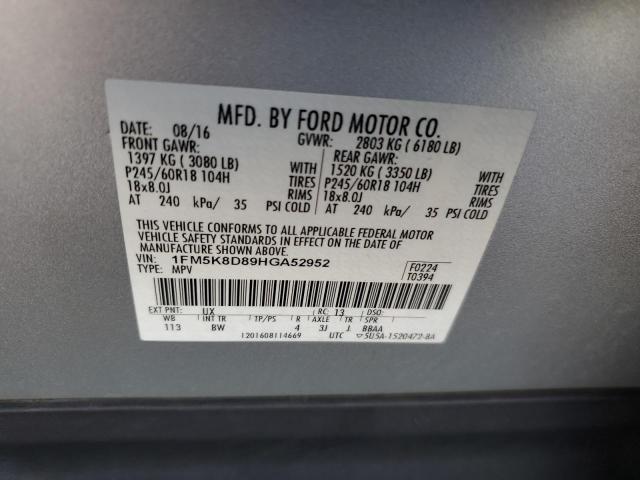 MFD. BY FORD MOTOR CO.
DATE: 08/16 GVWR: 2803 KG ( 6180 LB)
FRONT GAWR: REAR GAWR:
1397 KG ( 3080 LB) WITH 1520 KG ( 3350 LB) WITH
P245/60R18 104H TIRES P245/60R18 104H TIRES
18x8.0J RIMS 18x8.0J RIMS
AT 240 kPa/ 35 PSI COLD AT 240 kPa/ 35 PSI COLD
THIS VEHICLE CONFORMS TO ALL APPLICABLE FEDERAL MOTOR
VEHICLE SAFETY STANDARDS IN EFFECT ON THE DATE OF
MANUFACTURE SHOWN ABOVE.
VIN: 1FM5K8D89HGA52952 F0224
TYPE: MPV T0394
EXT PNT: UX RC: 13 DSO:
WB INT TR TP/PS R AXLE TR SPR
113 BW 4 3J J BBAA
1201608114669 UTC 5U5A-1520472-8A